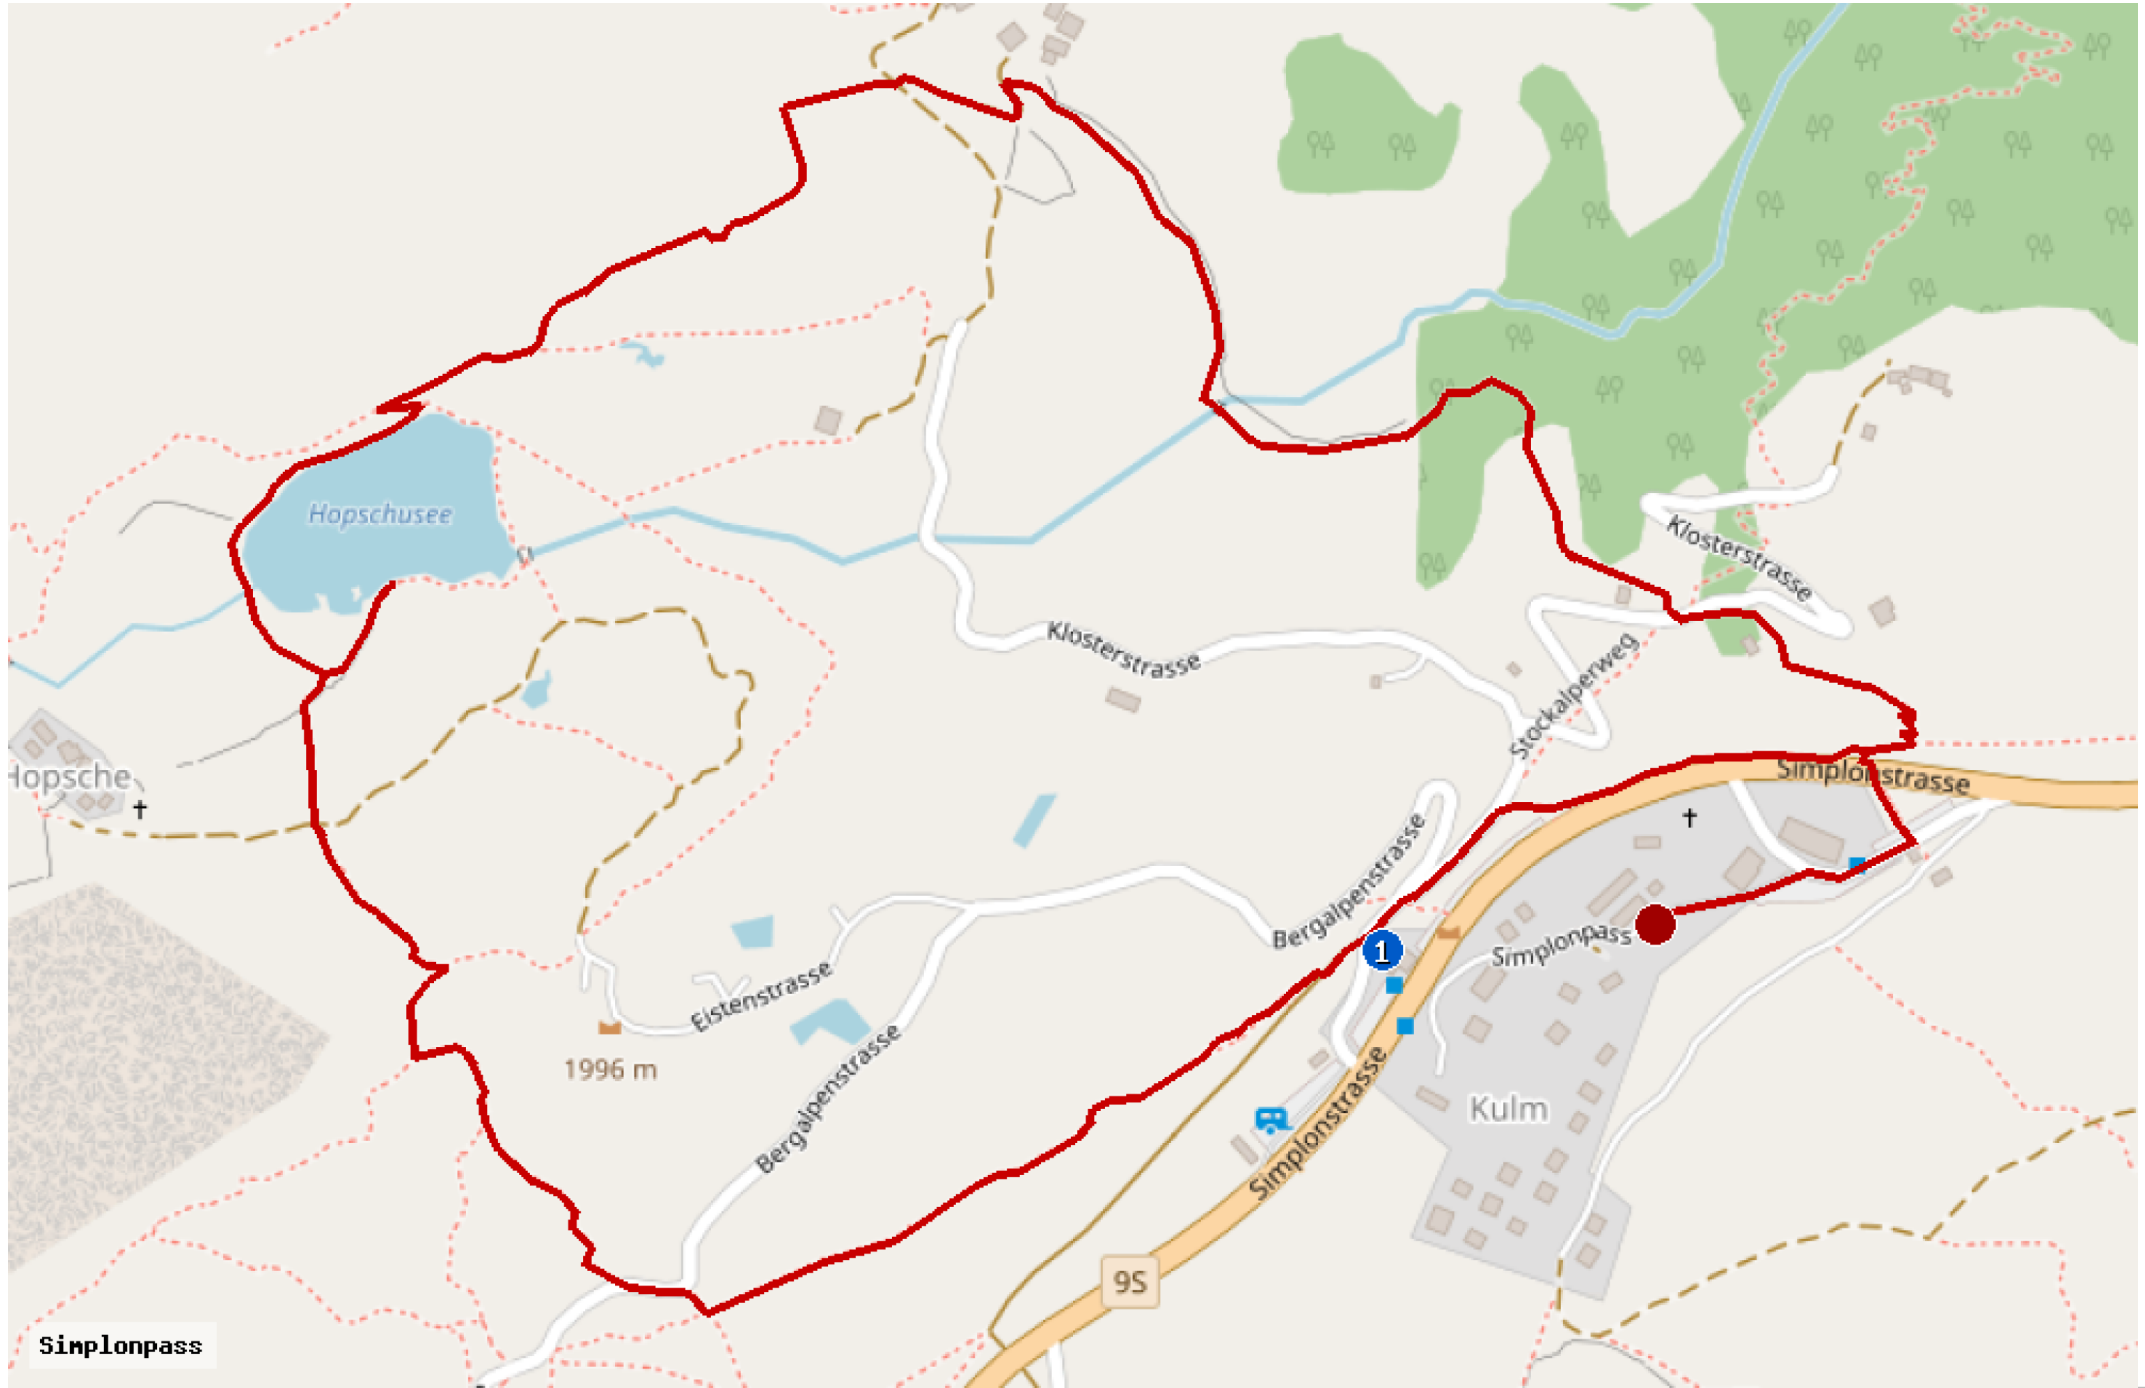 Hopschusee
Klosterstrasse
Klosterstrasse
Stockalperweg
Hopsche
Simplonstrasse
Bergalpenstrasse
1
Simplonpass
Eistenstrasse
1996 m
Bergalpenstrasse
Simplonstrasse
Kulm
9S
Simplonpass